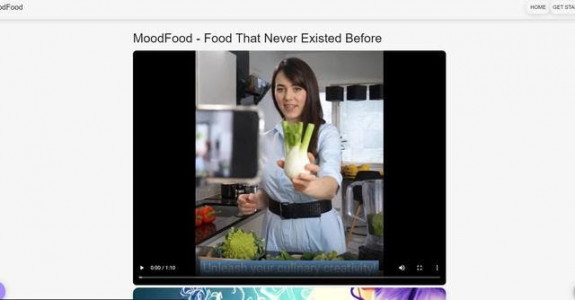 odFood
HOME GET STA
MoodFood - Food That Never Existed Before
Unleash your culinary creativity!
0:00 / 1:10